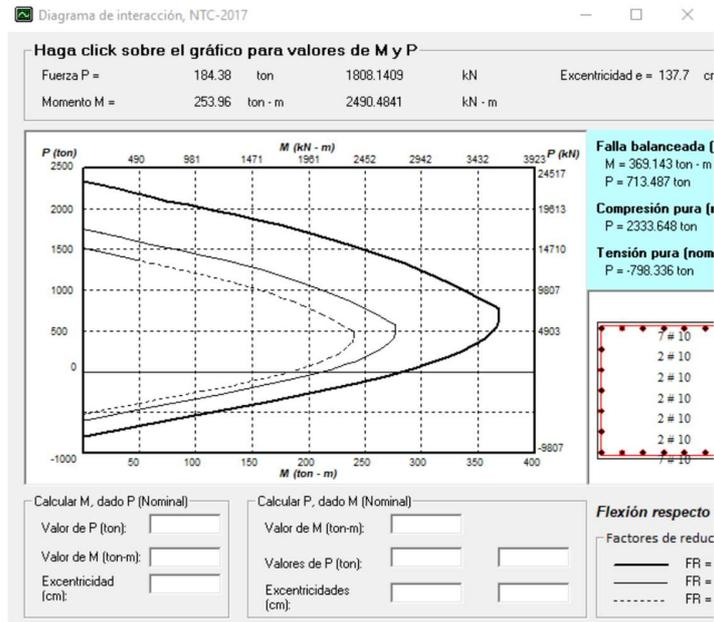 Diagrama de interacción, NTC-2017
Haga click sobre el gráfico para valores de M y P
Fuerza P = 184.38 ton 1808.1409 kN Excentricidad e = 137.7
Momento M = 253.96 ton - m 2490.4841 kN - m
P (ton) M (kN - m) P (kN)
490 981 1471 1961 2452 2942 3432 3923
2500 24517
2000 19613
1500 14710
1000 9807
500 4903
0
-1000 -9807
50 100 150 200 250 300 350 400
M (ton - m)
Falla balanceada (
M = 369.143 ton - m
P = 713.487 ton
Compresión pura (
P = 2333.648 ton
Tensión pura (nom
P = -798.336 ton
7 # 10
2 # 10
2 # 10
2 # 10
2 # 10
2 # 10
7 # 10
Calcular M, dado P (Nominal)
Valor de P (ton):
Valor de M (ton-m):
Excentricidad
(cm):
Calcular P, dado M (Nominal)
Valor de M (ton-m):
Valores de P (ton):
Excentricidades
(cm):
Flexión respecto
Factores de reduc
FR =
FR =
FR =